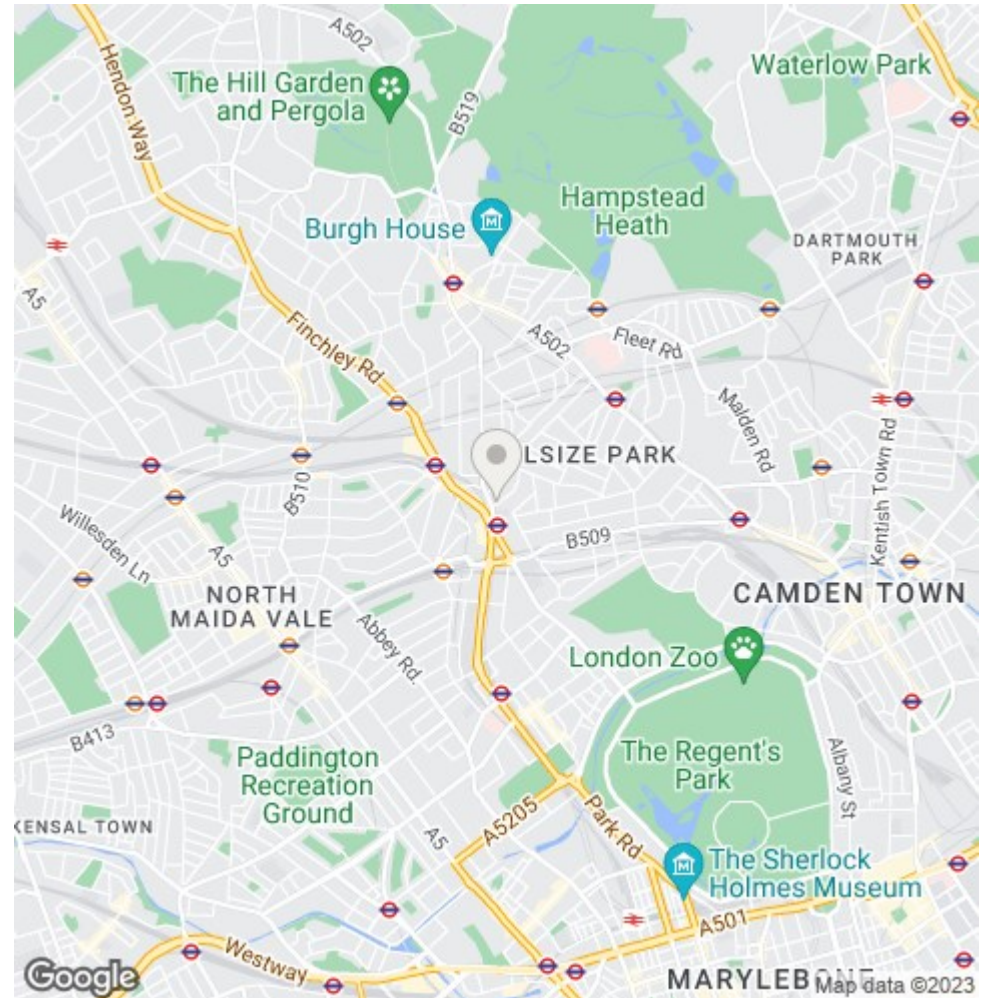 A502
The Hill Garden
and Pergola
Hendon Way
B519
Waterlow Park
Burgh House
Hampstead
Heath
DARTMOUTH
PARK
A5
Finchley Rd
A502
Fleet Rd
Malden Rd
LSIZE PARK
B510
Kentish Town Rd
Willesden Ln
A5
B509
NORTH
MAIDA VALE
CAMDEN TOWN
Abbey Rd.
London Zoo
B413
Paddington
Recreation
Ground
The Regent's
Park
Albany St
KENSAL TOWN
A5
A5205
Park Rd
The Sherlock
Holmes Museum
A501
Westway
Google
MARYLEBONE
Map data ©2023